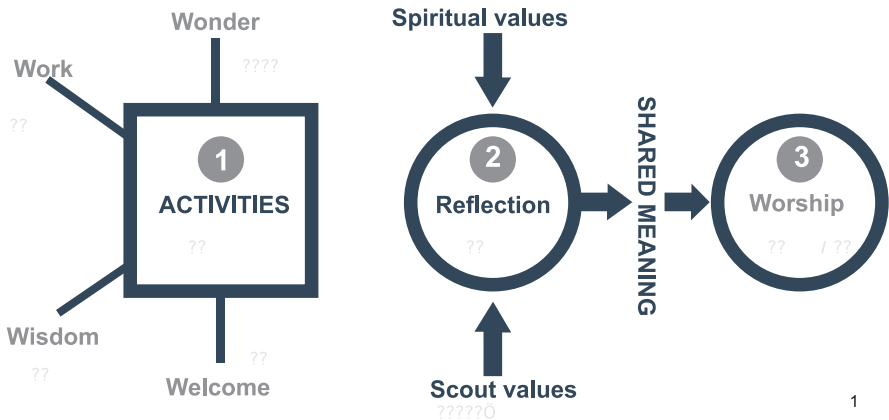 Wonder
????
Work
??
1
ACTIVITIES
??
Wisdom
??
Welcome
??
Spiritual values
2
Reflection
??
Scout values
?????Ö
SHARED MEANING
3
Worship
?? / ??
1